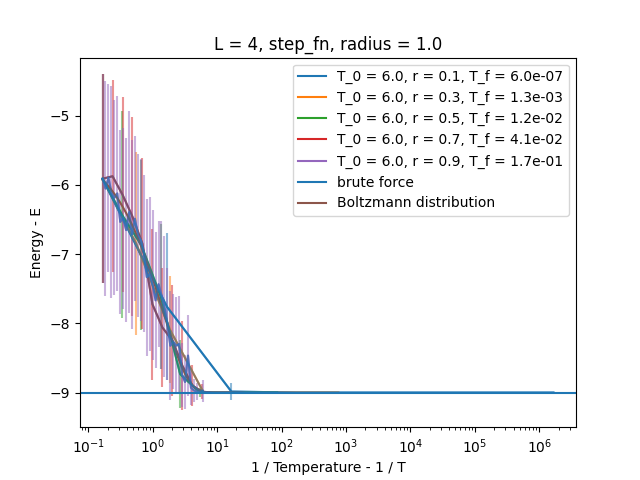 L = 4, step_fn, radius = 1.0
T_0 = 6.0, r = 0.1, T_f = 6.0e-07
T_0 = 6.0, r = 0.3, T_f = 1.3e-03
T_0 = 6.0, r = 0.5, T_f = 1.2e-02
T_0 = 6.0, r = 0.7, T_f = 4.1e-02
T_0 = 6.0, r = 0.9, T_f = 1.7e-01
brute force
Boltzmann distribution
Energy - E
−5
−6
−7
−8
−9
10⁻¹ 10⁰ 10¹ 10² 10³ 10⁴ 10⁵ 10⁶
1 / Temperature - 1 / T